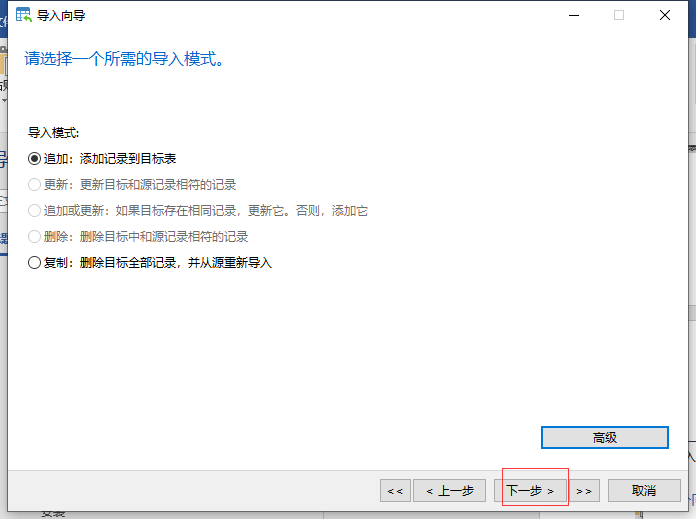 导入向导
请选择一个所需的导入模式。
导入模式:
追加：添加记录到目标表
更新：更新目标和源记录相符的记录
追加或更新：如果目标存在相同记录，更新它。否则，添加它
删除：删除目标中和源记录相符的记录
复制：删除目标全部记录，并从源重新导入
高级
<< < 上一步 下一步 > >> 取消